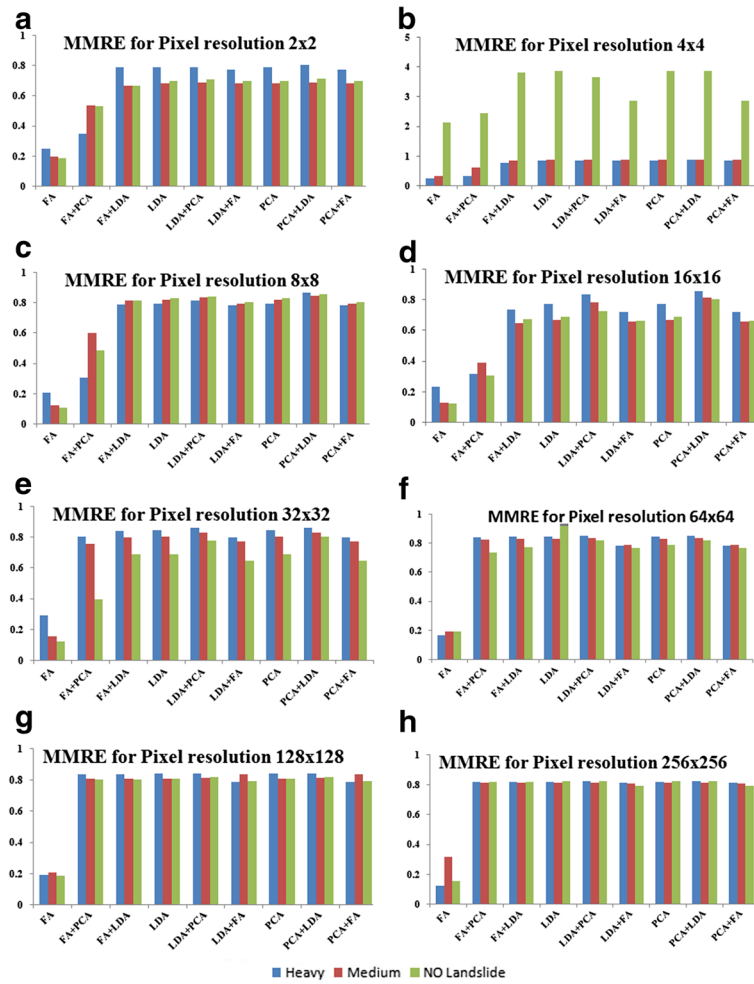 a
MMRE for Pixel resolution 2x2
1
0.8
0.6
0.4
0.2
0
FA
FA+PCA
FA+LDA
LDA
LDA+PCA
LDA+FA
PCA
PCA+LDA
PCA+FA
b
MMRE for Pixel resolution 4x4
5
4
3
2
1
0
FA
FA+PCA
FA+LDA
LDA
LDA+PCA
LDA+FA
PCA
PCA+LDA
PCA+FA
c
MMRE for Pixel resolution 8x8
1
0.8
0.6
0.4
0.2
0
FA
FA+PCA
FA+LDA
LDA
LDA+PCA
LDA+FA
PCA
PCA+LDA
PCA+FA
d
MMRE for Pixel resolution 16x16
1
0.8
0.6
0.4
0.2
0
FA
FA+PCA
FA+LDA
LDA
LDA+PCA
LDA+FA
PCA
PCA+LDA
PCA+FA
e
MMRE for Pixel resolution 32x32
1
0.8
0.6
0.4
0.2
0
FA
FA+PCA
FA+LDA
LDA
LDA+PCA
LDA+FA
PCA
PCA+LDA
PCA+FA
f
MMRE for Pixel resolution 64x64
1
0.8
0.6
0.4
0.2
0
FA
FA+PCA
FA+LDA
LDA
LDA+PCA
LDA+FA
PCA
PCA+LDA
PCA+FA
g
MMRE for Pixel resolution 128x128
1
0.8
0.6
0.4
0.2
0
FA
FA+PCA
FA+LDA
LDA
LDA+PCA
LDA+FA
PCA
PCA+LDA
PCA+FA
h
MMRE for Pixel resolution 256x256
1
0.8
0.6
0.4
0.2
0
FA
FA+PCA
FA+LDA
LDA
LDA+PCA
LDA+FA
PCA
PCA+LDA
PCA+FA
Heavy Medium NO Landslide